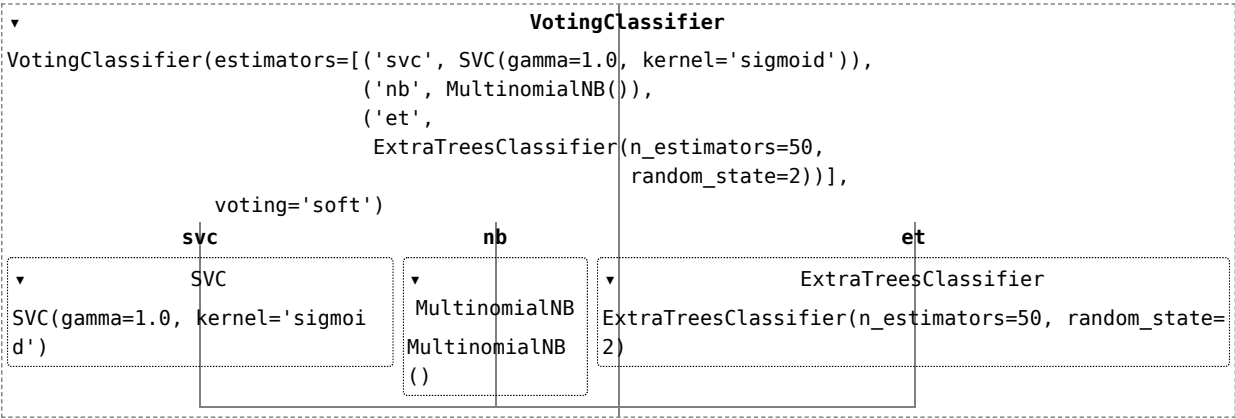 ▾ VotingClassifier
VotingClassifier(estimators=[('svc', SVC(gamma=1.0, kernel='sigmoid')),
                             ('nb', MultinomialNB()),
                             ('et',
                              ExtraTreesClassifier(n_estimators=50,
                                                   random_state=2))],
                 voting='soft')
svc
▾ SVC
SVC(gamma=1.0, kernel='sigmoi
d')
nb
▾
MultinomialNB
MultinomialNB
()
et
▾ ExtraTreesClassifier
ExtraTreesClassifier(n_estimators=50, random_state=
2)